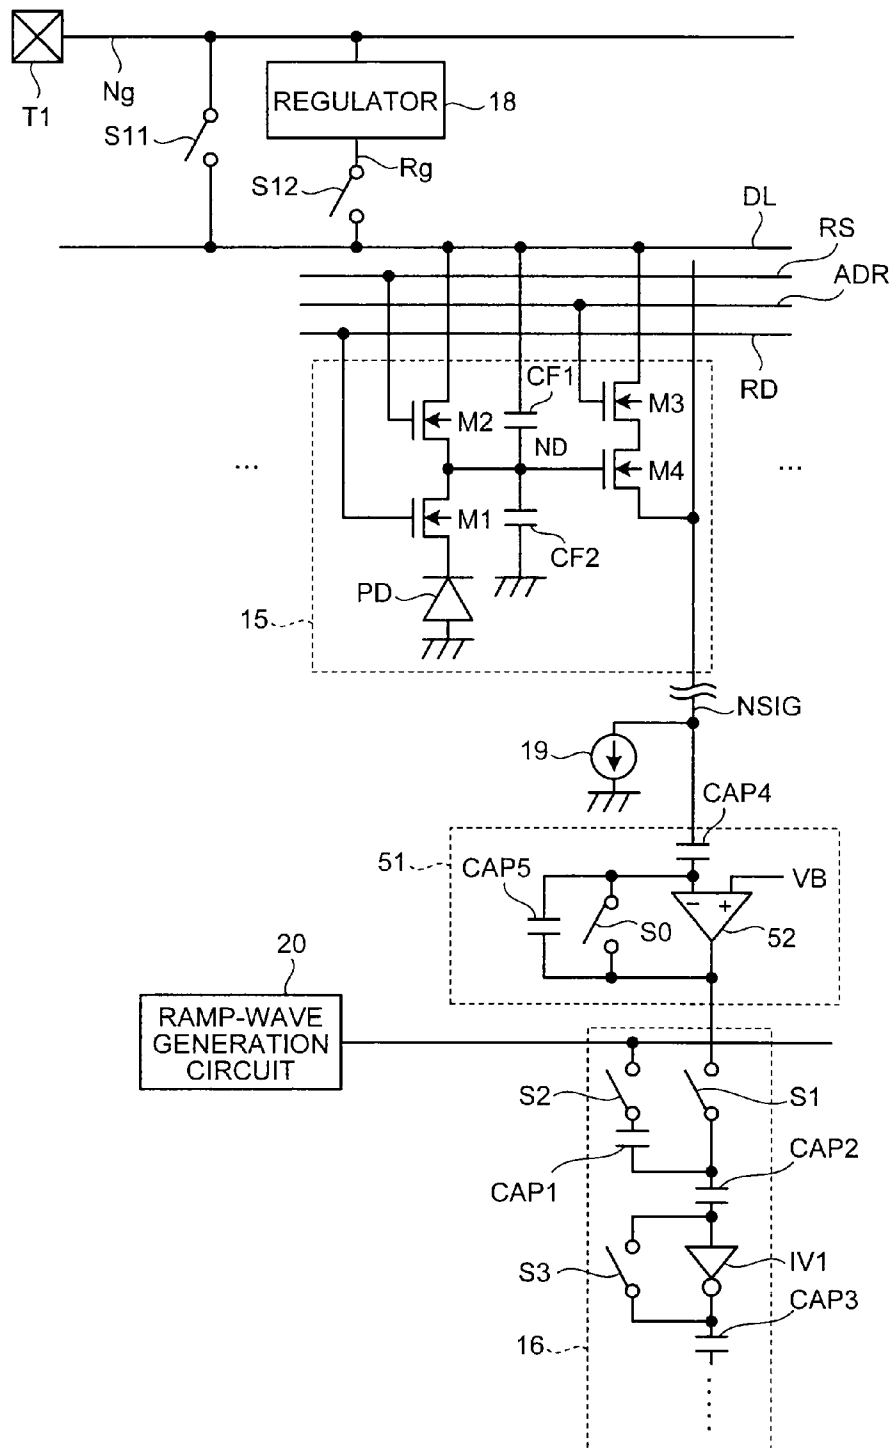 T1
Ng
S11
REGULATOR
18
Rg
S12
DL
RS
ADR
RD
CF1
M3
M2
ND
M4
...
...
M1
CF2
PD
15
NSIG
19
CAP4
51
CAP5
VB
- +
S0
52
20
RAMP-WAVE
GENERATION
CIRCUIT
S2
S1
CAP1
CAP2
S3
IV1
CAP3
16